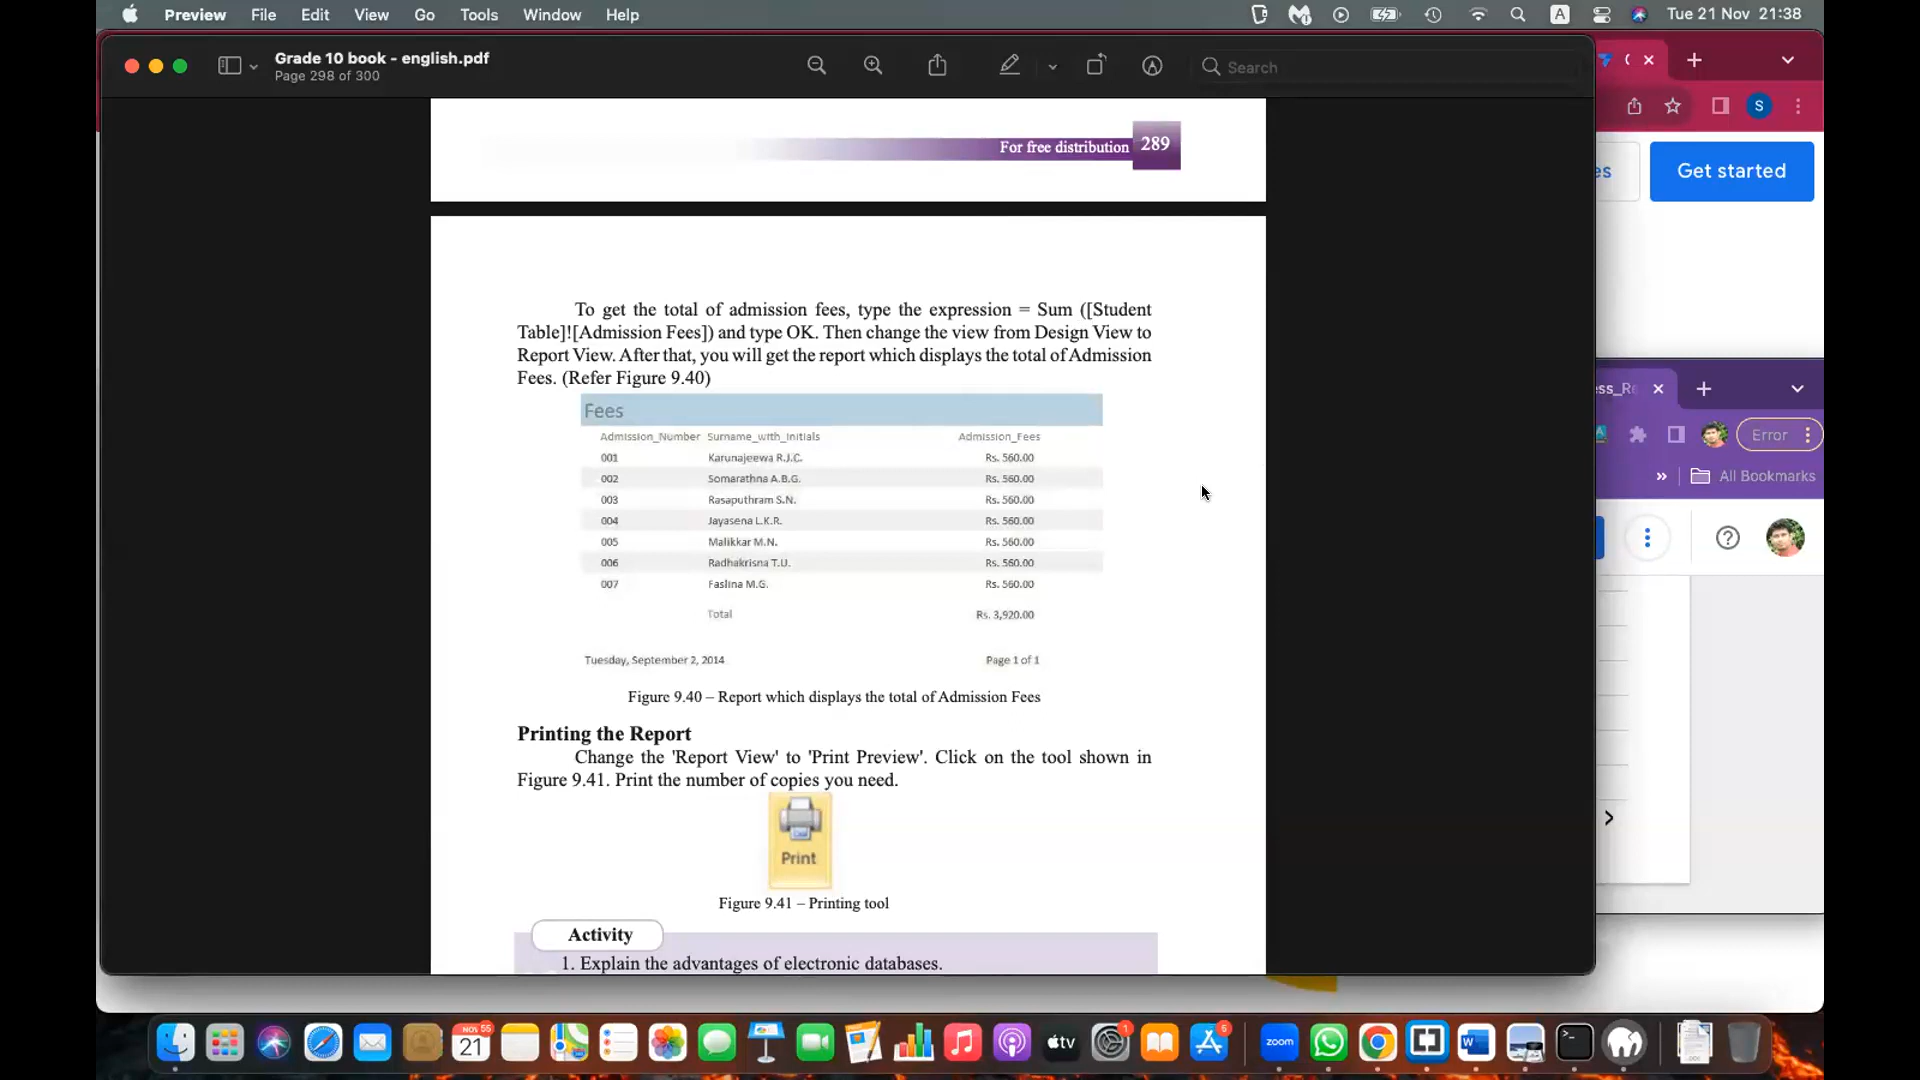 Preview File Edit View Go Tools Window Help
A Tue 21 Nov 21:38
Grade 10 book - english.pdf
Page 298 of 300
Search
S
es
Get started
Error
All Bookmarks
For free distribution 289
To get the total of admission fees, type the expression = Sum ([Student
Table]![Admission Fees]) and type OK. Then change the view from Design View to
Report View. After that, you will get the report which displays the total of Admission
Fees. (Refer Figure 9.40)
Fees
Admission_Number Surname_with_Initials Admission_Fees
001 Karunajeewa R.J.C. Rs. 560.00
002 Somarathna A.B.G. Rs. 560.00
003 Rasaputhram S.N. Rs. 560.00
004 Jayasena L.K.R. Rs. 560.00
005 Malikkar M.N. Rs. 560.00
006 Radhakrisna T.U. Rs. 560.00
007 Faslina M.G. Rs. 560.00
Total Rs. 3,920.00
Tuesday, September 2, 2014 Page 1 of 1
Figure 9.40 – Report which displays the total of Admission Fees
Printing the Report
Change the 'Report View' to 'Print Preview'. Click on the tool shown in
Figure 9.41. Print the number of copies you need.
Print
Figure 9.41 – Printing tool
Activity
1. Explain the advantages of electronic databases.
NOV 55
21
tv
1
5
zoom
W